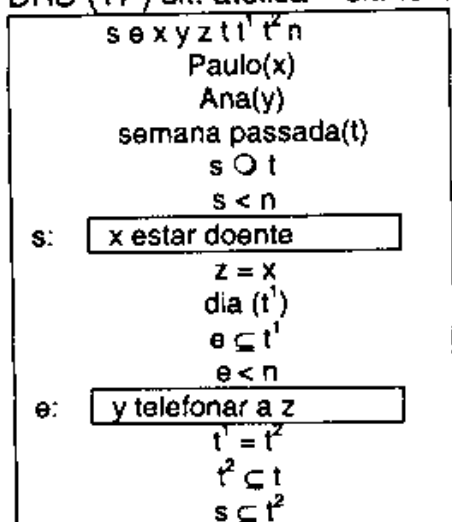 s e x y z t t¹ t² n
Paulo(x)
Ana(y)
semana passada(t)
s ○ t
s < n
s: x estar doente
z = x
dia (t¹)
e ⊆ t¹
e < n
e: y telefonar a z
t¹ = t²
t² ⊂ t
s ⊆ t²